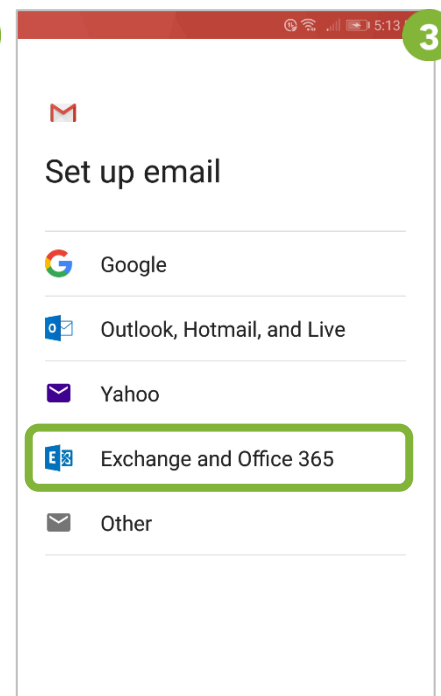 5:13
3
Set up email
Google
Outlook, Hotmail, and Live
Yahoo
Exchange and Office 365
Other